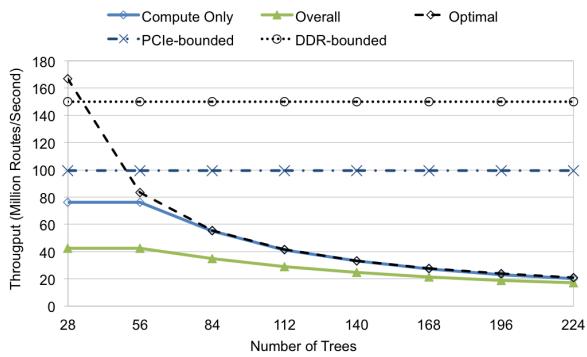 Compute Only Overall Optimal
PCIe-bounded DDR-bounded
180
160
140
120
100
80
60
40
20
0
Througput (Million Routes/Second)
28 56 84 112 140 168 196 224
Number of Trees